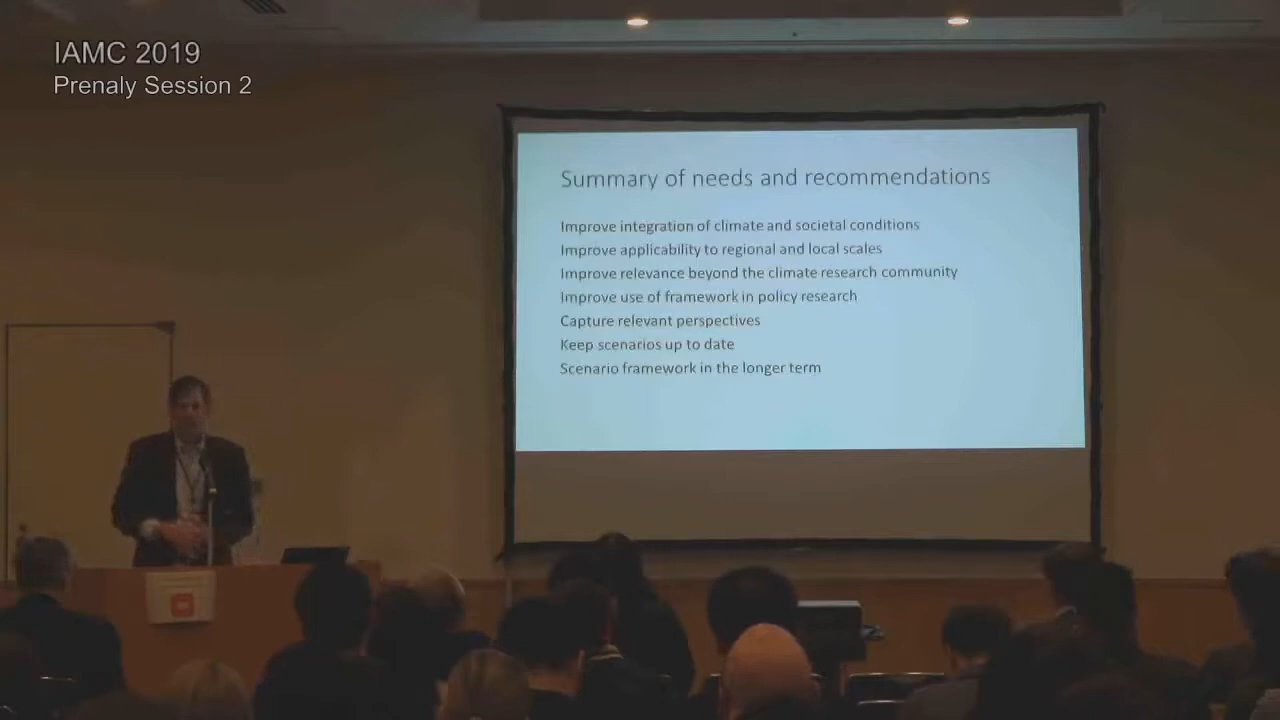 IAMC 2019
Prenaly Session 2
Summary of needs and recommendations
Improve integration of climate and societal conditions
Improve applicability to regional and local scales
Improve relevance beyond the climate research community
Improve use of framework in policy research
Capture relevant perspectives
Keep scenarios up to date
Scenario framework in the longer term